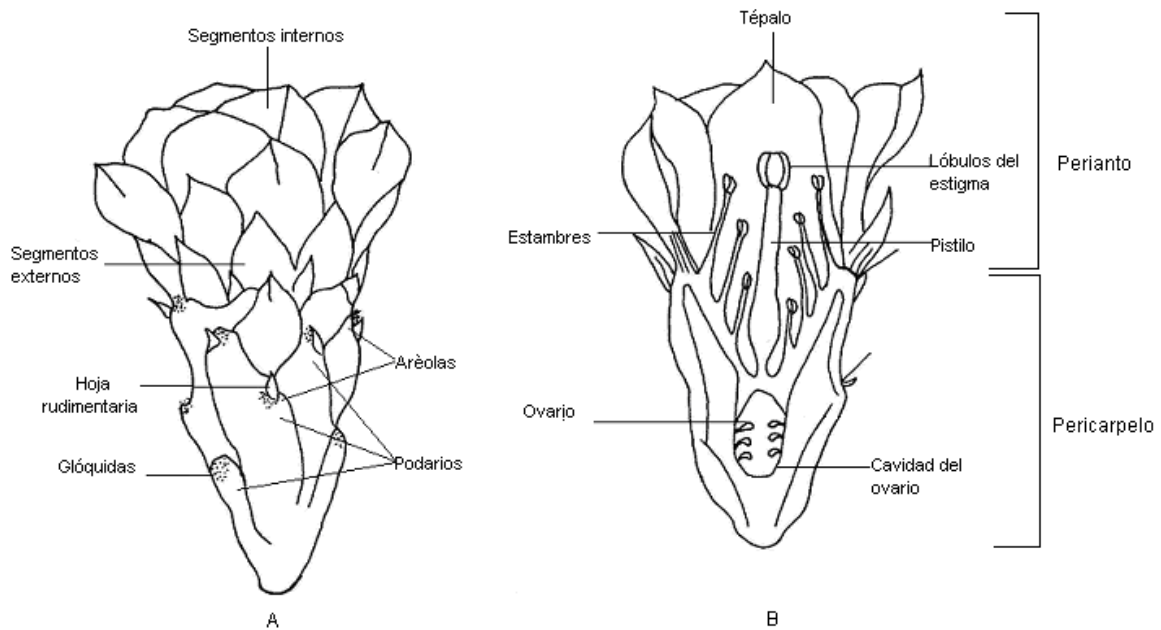 Segmentos internos
Segmentos
externos
Hoja
rudimentaria
Glóquidas
Arèolas
Podarios
A
Tépalo
Lóbulos del
estigma
Estambres
Pistilo
Ovario
Cavidad del
ovario
B
Perianto
Pericarpelo